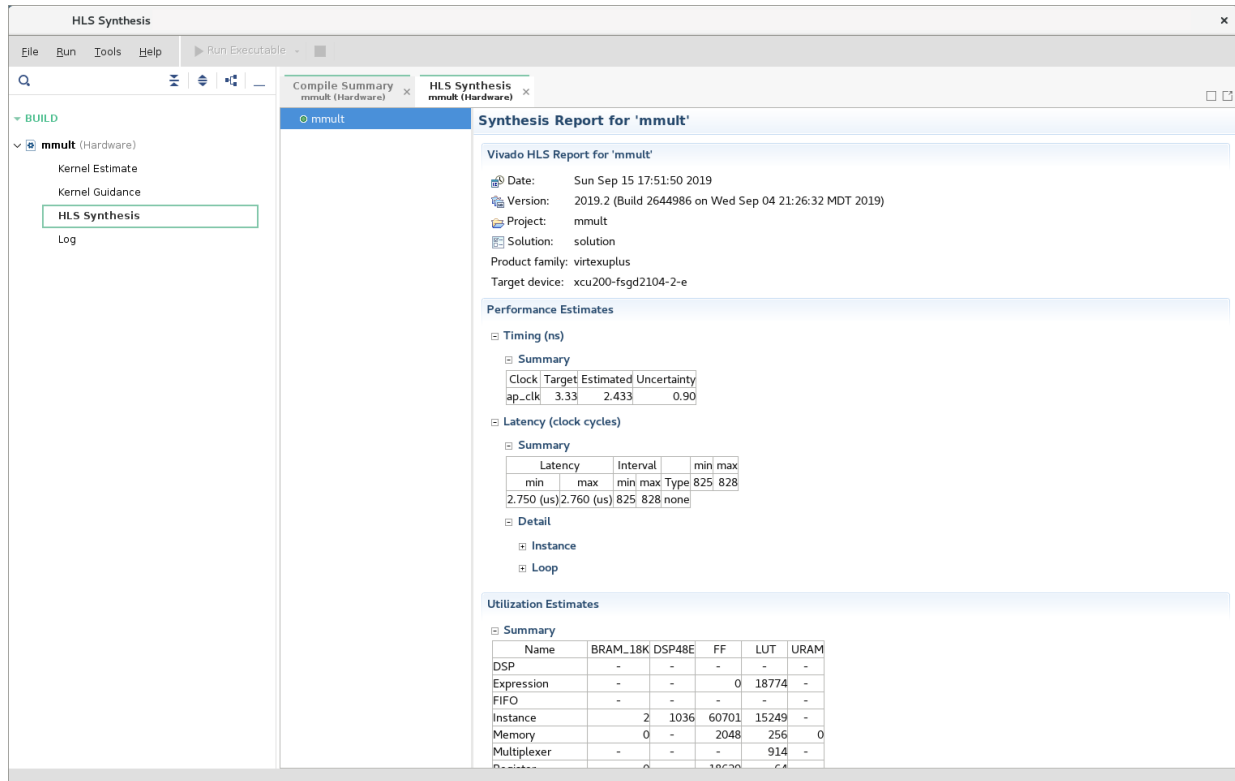 HLS Synthesis ×
File Run Tools Help Run Executable
BUILD
mmult (Hardware)
Kernel Estimate
Kernel Guidance
HLS Synthesis
Log
Compile Summary
mmult (Hardware)
HLS Synthesis
mmult (Hardware)
mmult
Synthesis Report for 'mmult'
Vivado HLS Report for 'mmult'
Date: Sun Sep 15 17:51:50 2019
Version: 2019.2 (Build 2644986 on Wed Sep 04 21:26:32 MDT 2019)
Project: mmult
Solution: solution
Product family: virtexuplus
Target device: xcu200-fsgd2104-2-e
Performance Estimates
Timing (ns)
Summary
Clock Target Estimated Uncertainty
ap_clk 3.33 2.433 0.90
Latency (clock cycles)
Summary
Latency Interval min max
min max min max Type 825 828
2.750 (us) 2.760 (us) 825 828 none
Detail
Instance
Loop
Utilization Estimates
Summary
Name BRAM_18K DSP48E FF LUT URAM
DSP - - - - -
Expression - - 0 18774 -
FIFO - - - - -
Instance 2 1036 60701 15249 -
Memory 0 - 2048 256 0
Multiplexer - - - 914 -